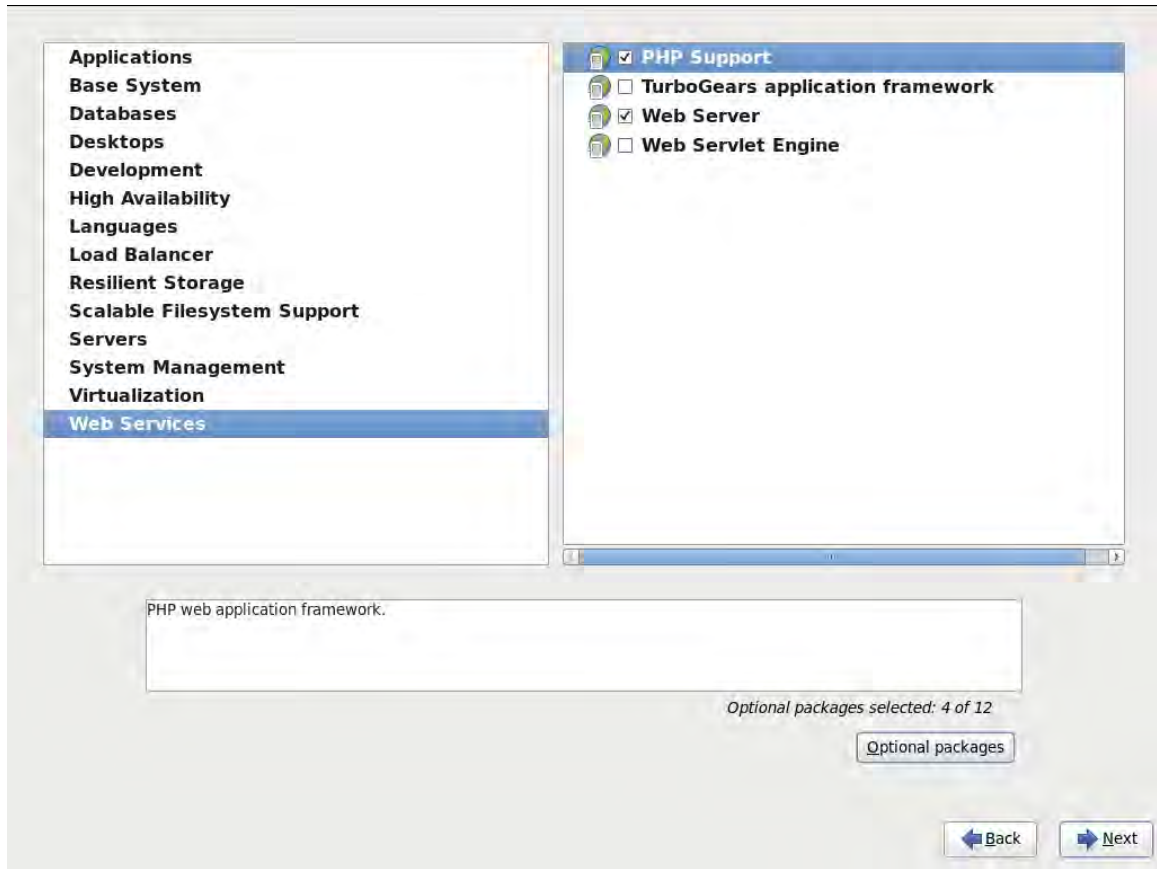 Applications
Base System
Databases
Desktops
Development
High Availability
Languages
Load Balancer
Resilient Storage
Scalable Filesystem Support
Servers
System Management
Virtualization
Web Services
PHP Support
TurboGears application framework
Web Server
Web Servlet Engine
PHP web application framework.
Optional packages selected: 4 of 12
Optional packages
Back
Next